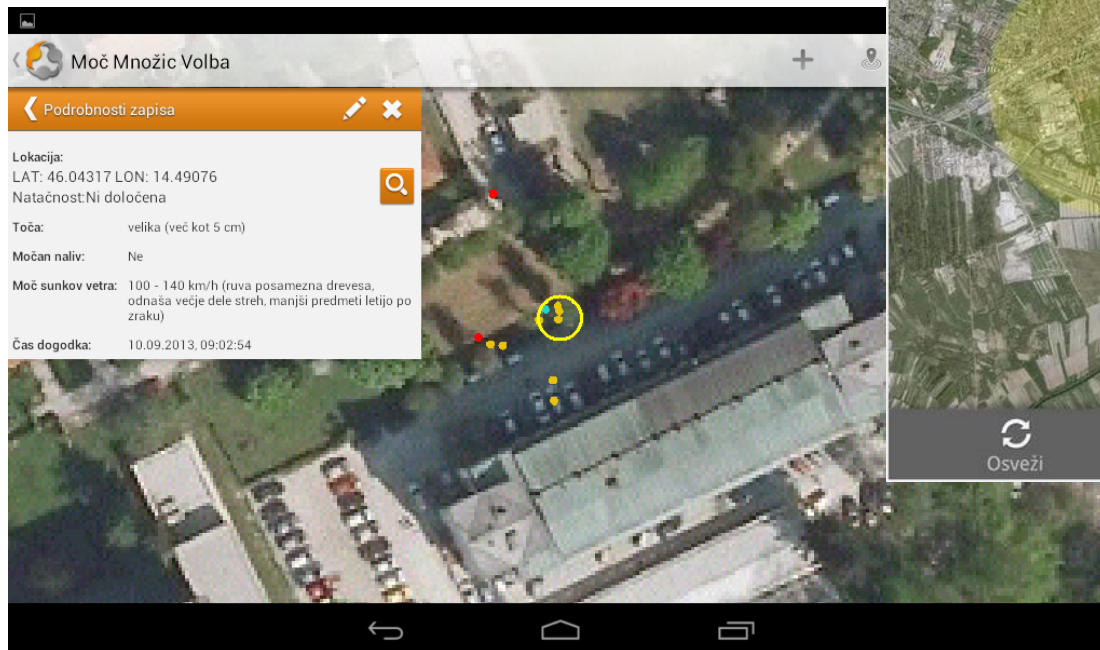 Moč Množic Volba
Podrobnosti zapisa
Lokacija:
LAT: 46.04317 LON: 14.49076
Natačnost:Ni določena
Toča: velika (več kot 5 cm)
Močan naliv: Ne
Moč sunkov vetra: 100 - 140 km/h (ruva posamezna drevesa,
odnaša večje dele streh, manjši predmeti letijo po
zraku)
Čas dogodka: 10.09.2013, 09:02:54
Osveži